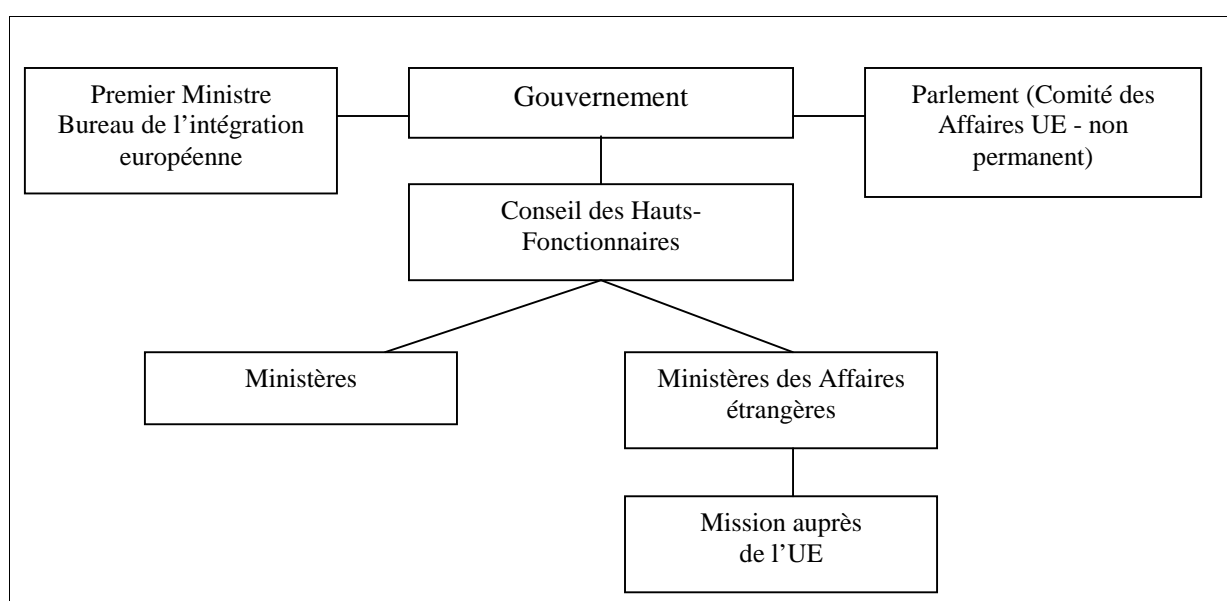 Premier Ministre
Bureau de l’intégration
européenne
Gouvernement
Parlement (Comité des
Affaires UE - non
permanent)
Conseil des Hauts-
Fonctionnaires
Ministères
Ministères des Affaires
étrangères
Mission auprès
de l’UE